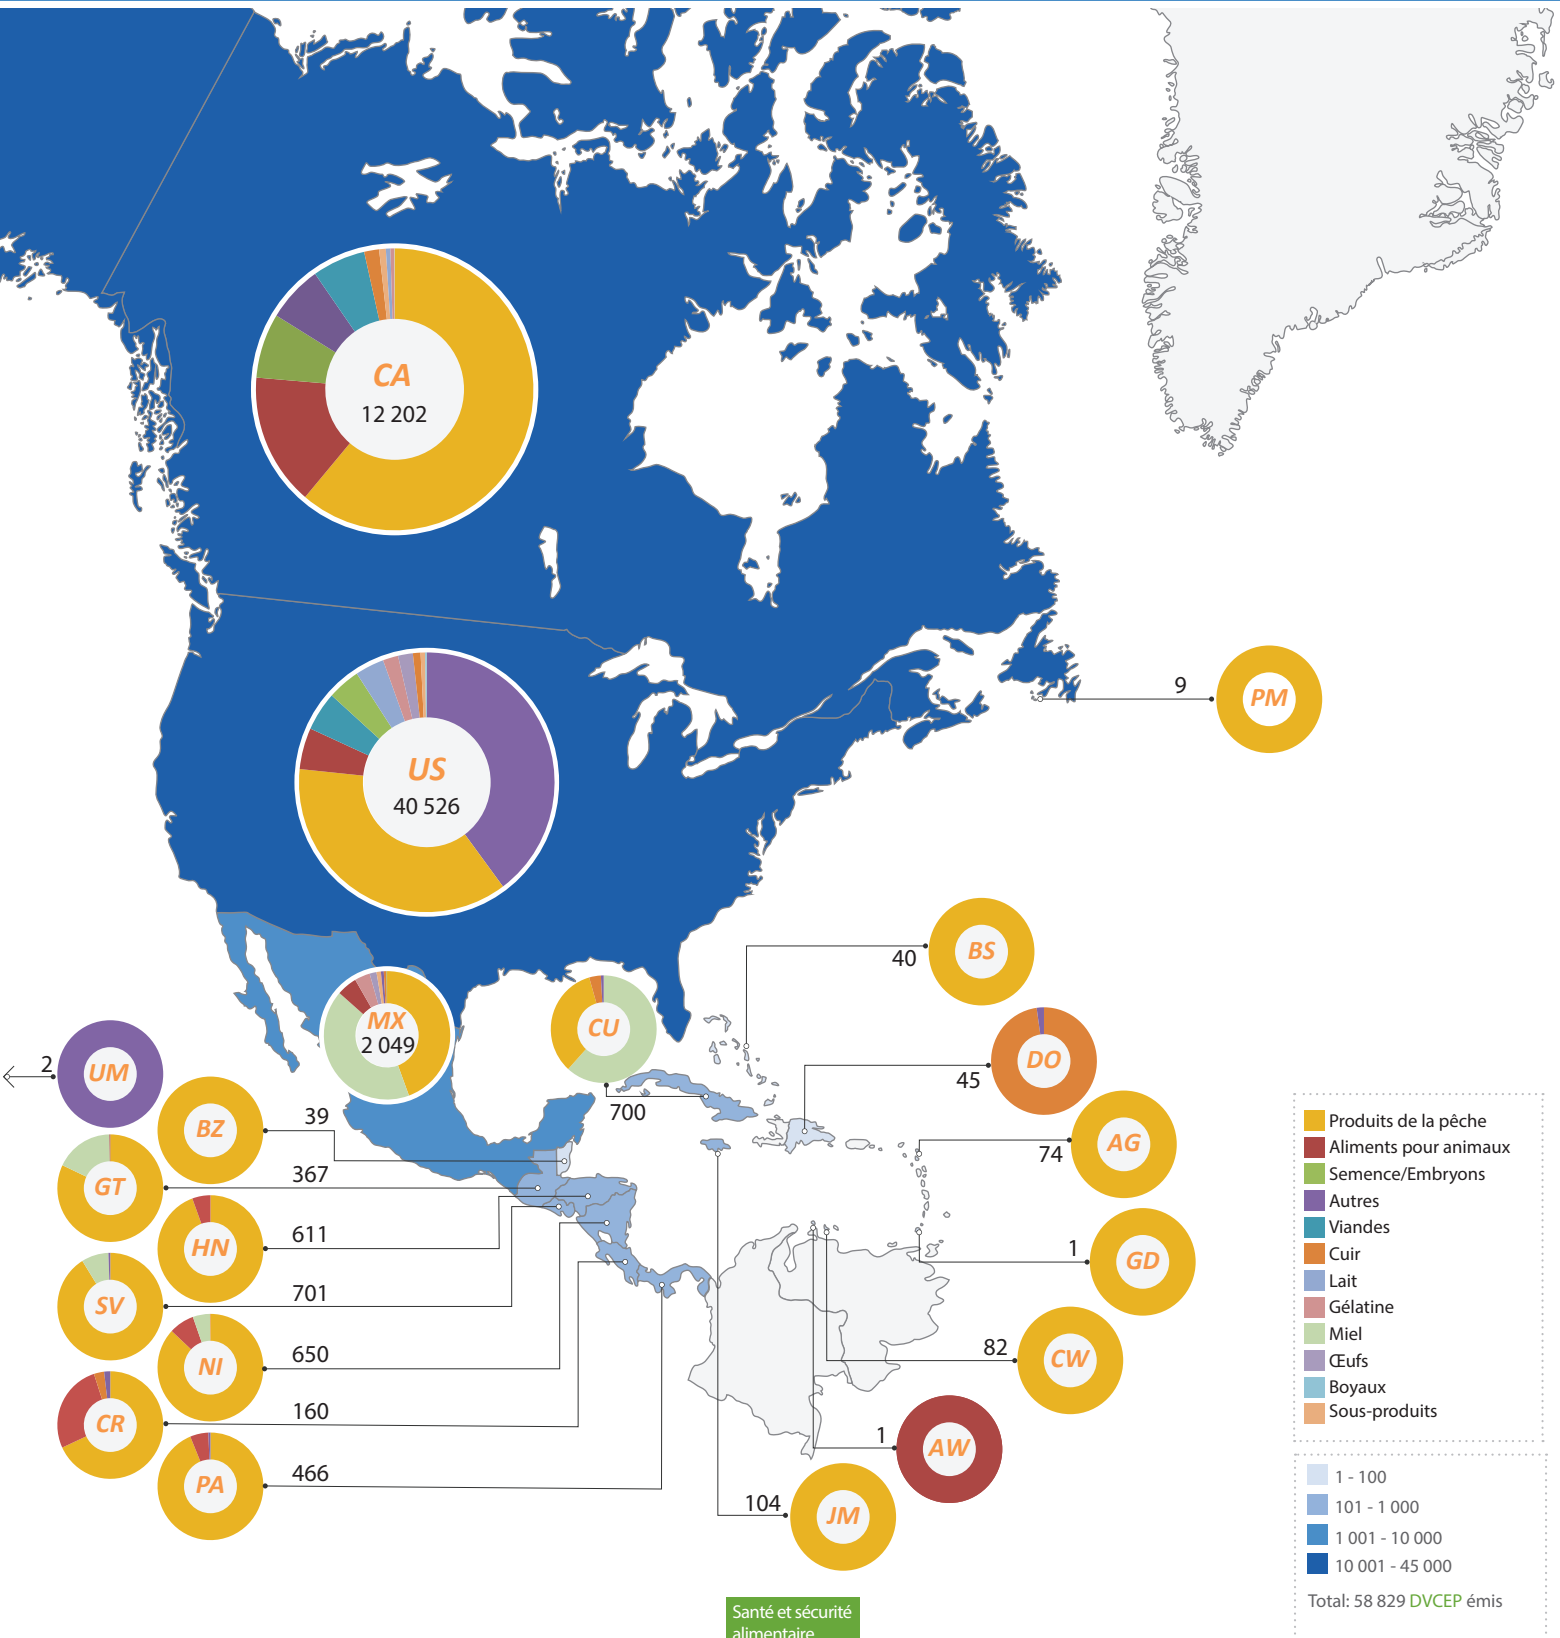 CA
12 202
US
40 526
9
PM
40
BS
MX
2 049
CU
700
45
DO
2
UM
39
BZ
74
AG
367
GT
611
HN
1
GD
701
SV
650
NI
82
CW
160
CR
1
AW
466
PA
104
JM
Produits de la pêche
Aliments pour animaux
Semence/Embryons
Autres
Viandes
Cuir
Lait
Gélatine
Miel
Œufs
Boyaux
Sous-produits
1 - 100
101 - 1 000
1 001 - 10 000
10 001 - 45 000
Total: 58 829 DVCEP émis
Santé et sécurité
alimentaire